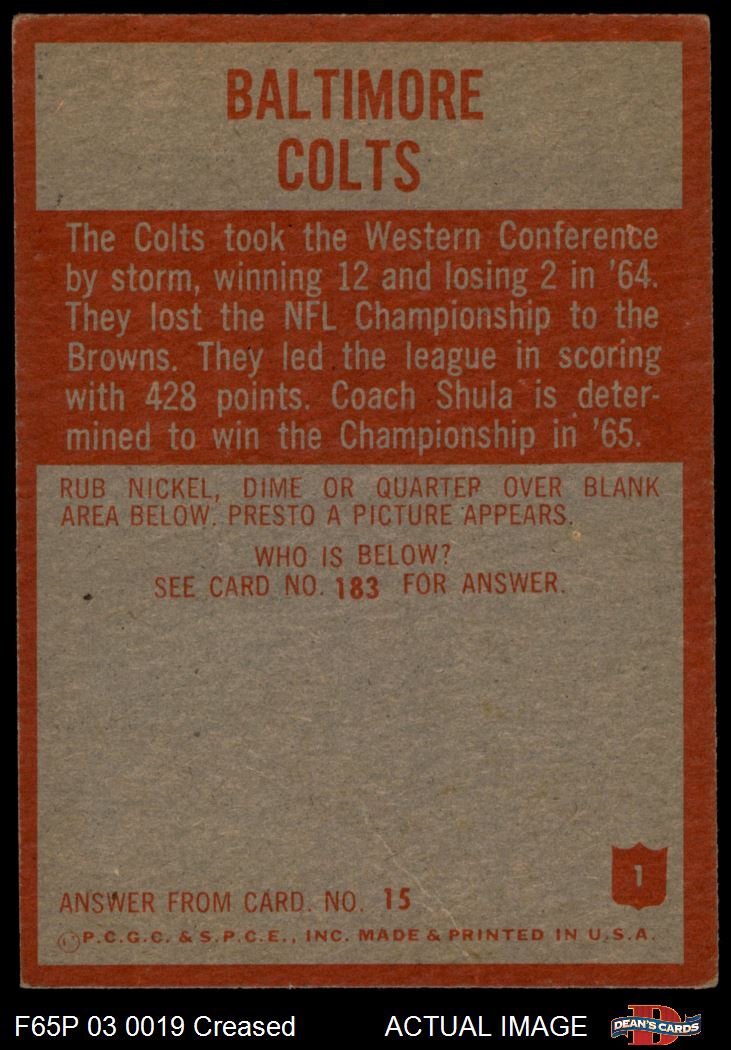 BALTIMORE
COLTS
The Colts took the Western Conference
by storm, winning 12 and losing 2 in '64.
They lost the NFL Championship to the
Browns. They led the league in scoring
with 428 points. Coach Shula is deter-
mined to win the Championship in '65.
RUB NICKEL, DIME OR QUARTER OVER BLANK
AREA BELOW. PRESTO A PICTURE APPEARS.
WHO IS BELOW?
SEE CARD NO. 183 FOR ANSWER.
1
ANSWER FROM CARD. NO. 15
P.C.G.C. & S.P.C.E., INC. MADE & PRINTED IN U.S.A.
F65P 03 0019 Creased
ACTUAL IMAGE
D
DEAN'S CARDS